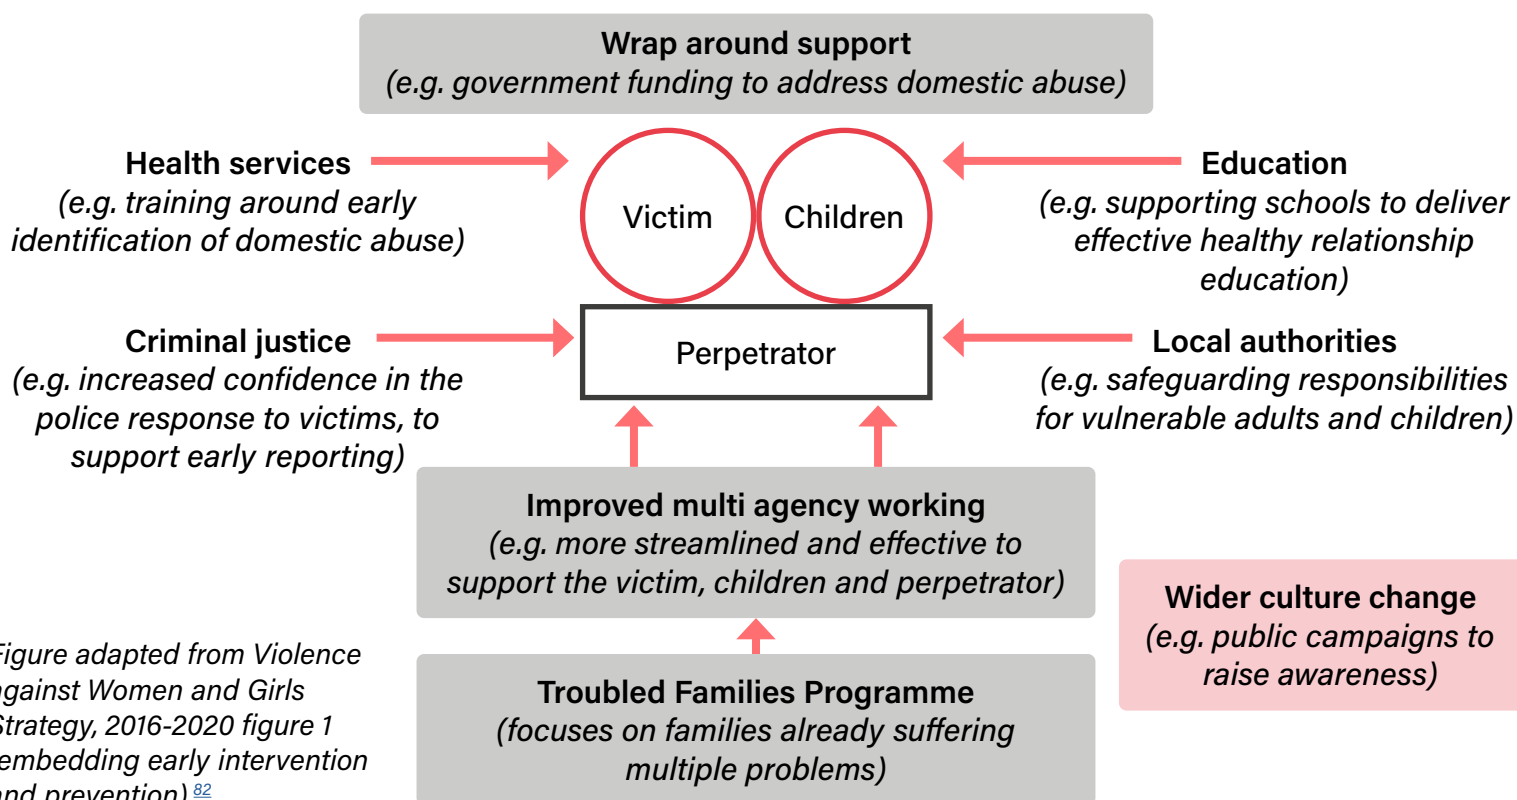 Wrap around support
(e.g. government funding to address domestic abuse)
Health services
(e.g. training around early
identification of domestic abuse)
Victim
Children
Education
(e.g. supporting schools to deliver
effective healthy relationship
education)
Criminal justice
(e.g. increased confidence in the
police response to victims, to
support early reporting)
Perpetrator
Local authorities
(e.g. safeguarding responsibilities
for vulnerable adults and children)
Improved multi agency working
(e.g. more streamlined and effective to
support the victim, children and perpetrator)
Wider culture change
(e.g. public campaigns to
raise awareness)
Troubled Families Programme
(focuses on families already suffering
multiple problems)
Figure adapted from Violence
against Women and Girls
Strategy, 2016-2020 figure 1
(embedding early intervention
and prevention) 82